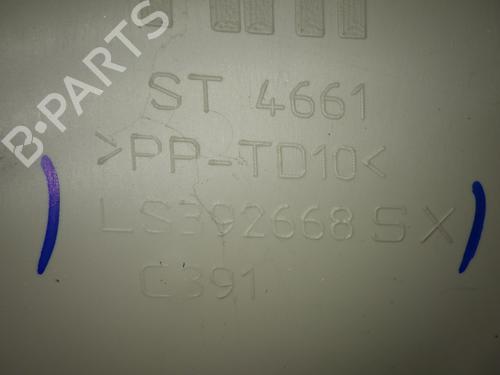 B-PARTS
ST 4661
>PP-TD10<
LS392668 S X
C391